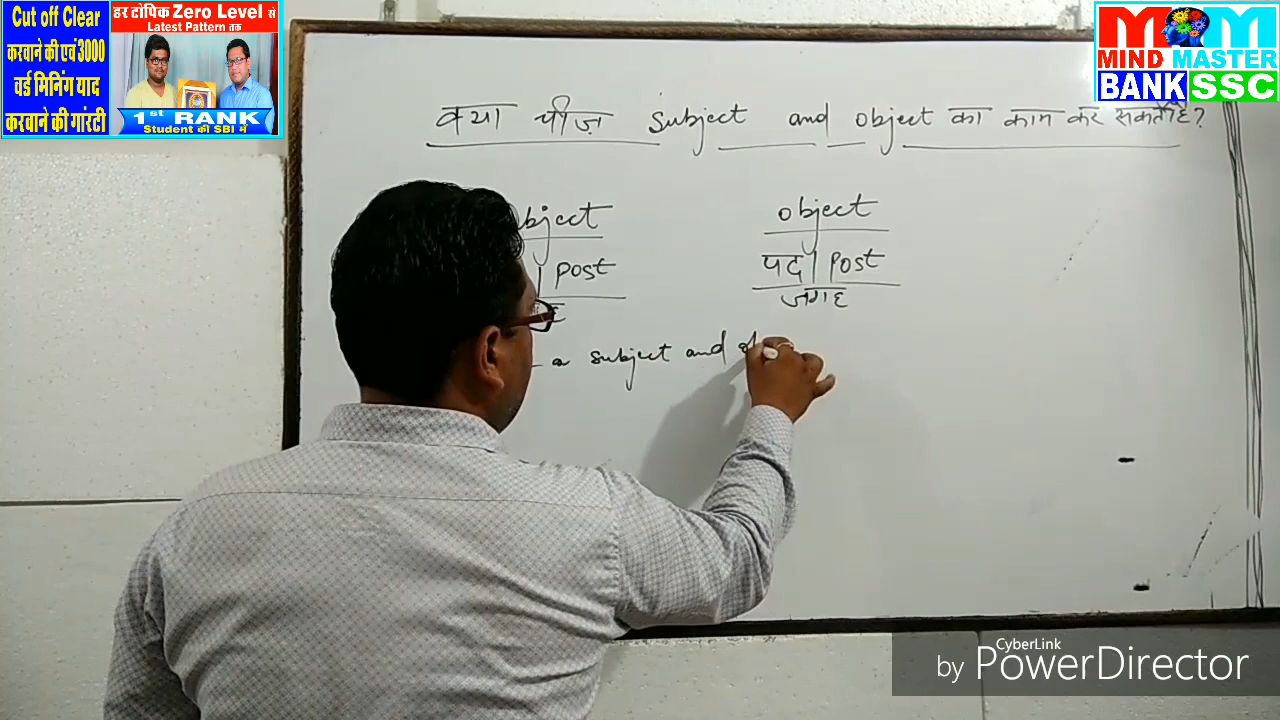 Cut off Clear
करवाने की एवं 3000
वर्ड मिनिंग याद
करवाने की गारंटी
हर टोपिक Zero Level से
Latest Pattern तक
1st RANK
Student की SBI में
MOM
MIND MASTER
BANK SSC
क्या चीज़ Subject and object का काम कर सकती है?
bject
object
| Post
पद | Post
जगह
a subject and ob
CyberLink
by PowerDirector